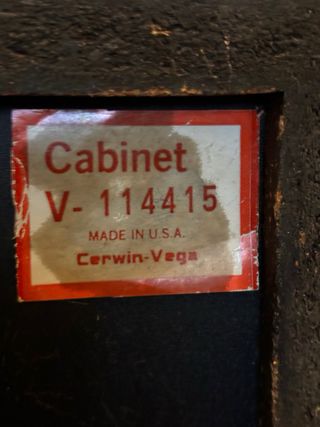 Cabinet
V- 114415
MADE IN U.S.A.
Cerwin-Vega